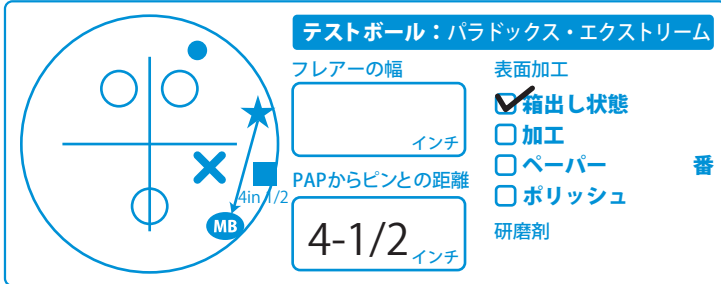 テストボール：パラドックス・エクストリーム
フレアーの幅
インチ
PAPからピンとの距離
4-1/2 インチ
表面加工
箱出し状態
加工
ペーパー 番
ポリッシュ
研磨剤
4in 1/2
MB